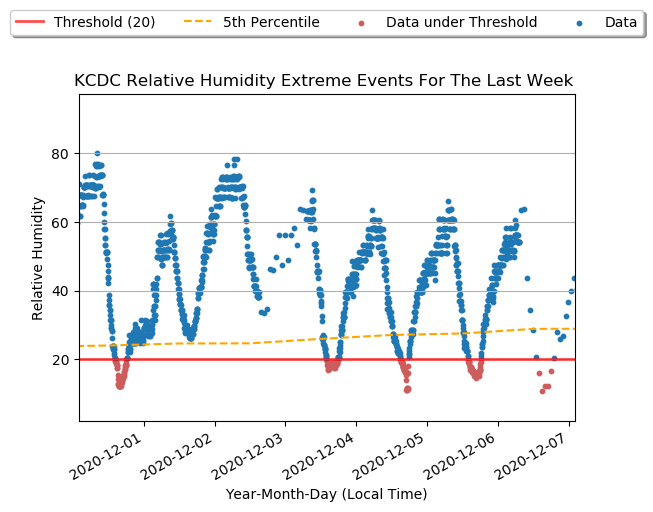 Threshold (20) 5th Percentile Data under Threshold Data
KCDC Relative Humidity Extreme Events For The Last Week
Relative Humidity
80
60
40
20
2020-12-01 2020-12-02 2020-12-03 2020-12-04 2020-12-05 2020-12-06 2020-12-07
Year-Month-Day (Local Time)